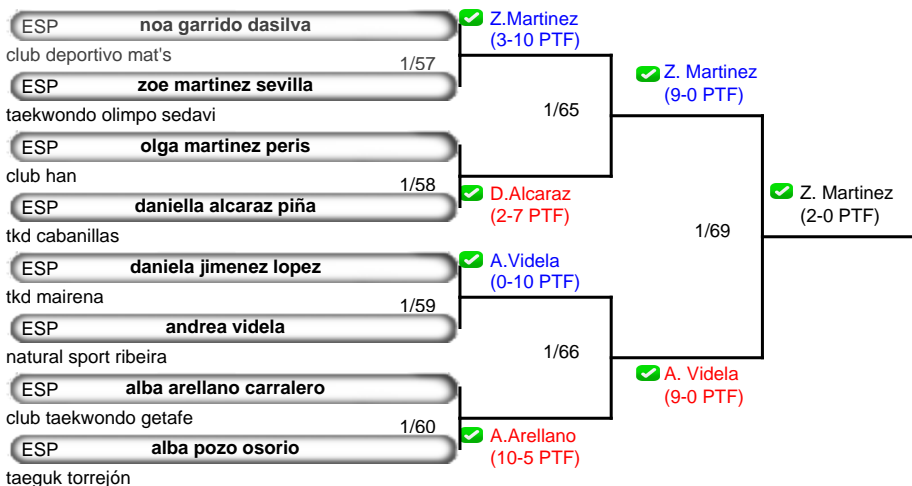 ESP noa garrido dasilva
club deportivo mat's
1/57
ESP zoe martinez sevilla
taekwondo olimpo sedavi
ESP olga martinez peris
club han
1/58
ESP daniella alcaraz piña
tkd cabanillas
ESP daniela jimenez lopez
tkd mairena
1/59
ESP andrea videla
natural sport ribeira
ESP alba arellano carralero
club taekwondo getafe
1/60
ESP alba pozo osorio
taeguk torrejón
Z.Martinez
(3-10 PTF)
1/65
D.Alcaraz
(2-7 PTF)
A.Videla
(0-10 PTF)
1/66
A.Arellano
(10-5 PTF)
Z. Martinez
(9-0 PTF)
1/69
A. Videla
(9-0 PTF)
Z. Martinez
(2-0 PTF)